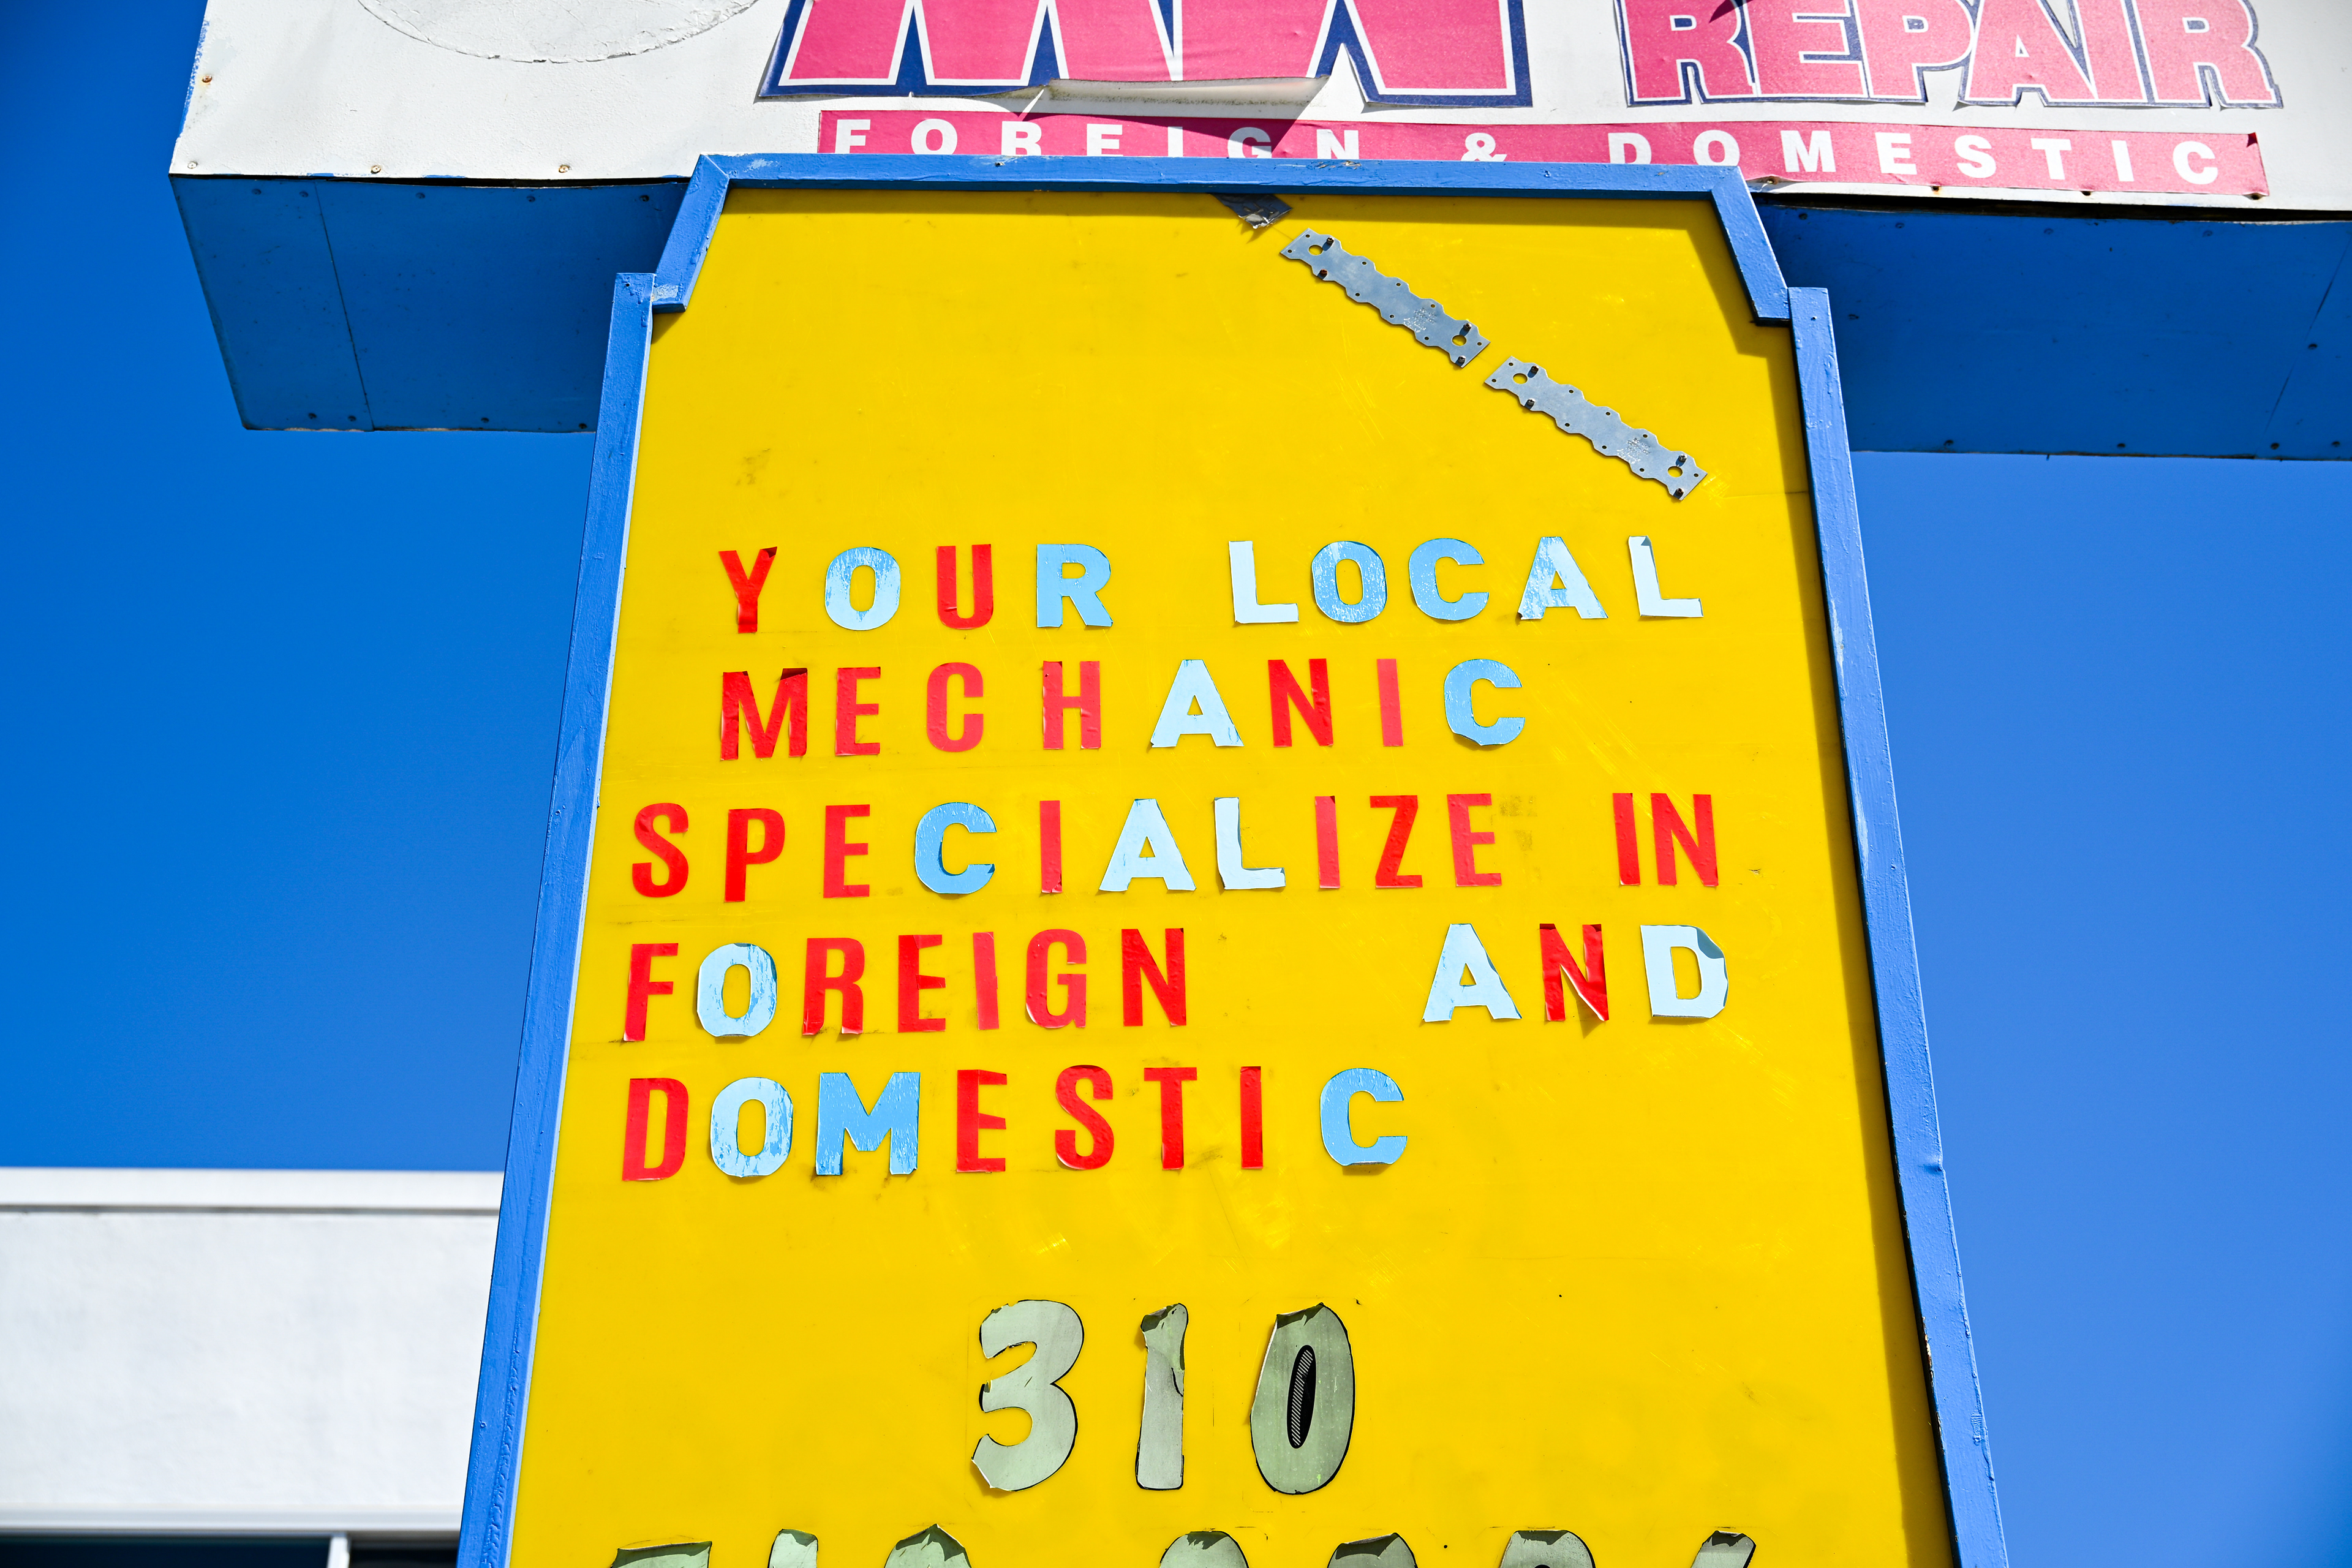 REPAIR
FOREIGN & DOMESTIC
YOUR LOCAL
MECHANIC
SPECIALIZE IN
FOREIGN AND
DOMESTIC
310